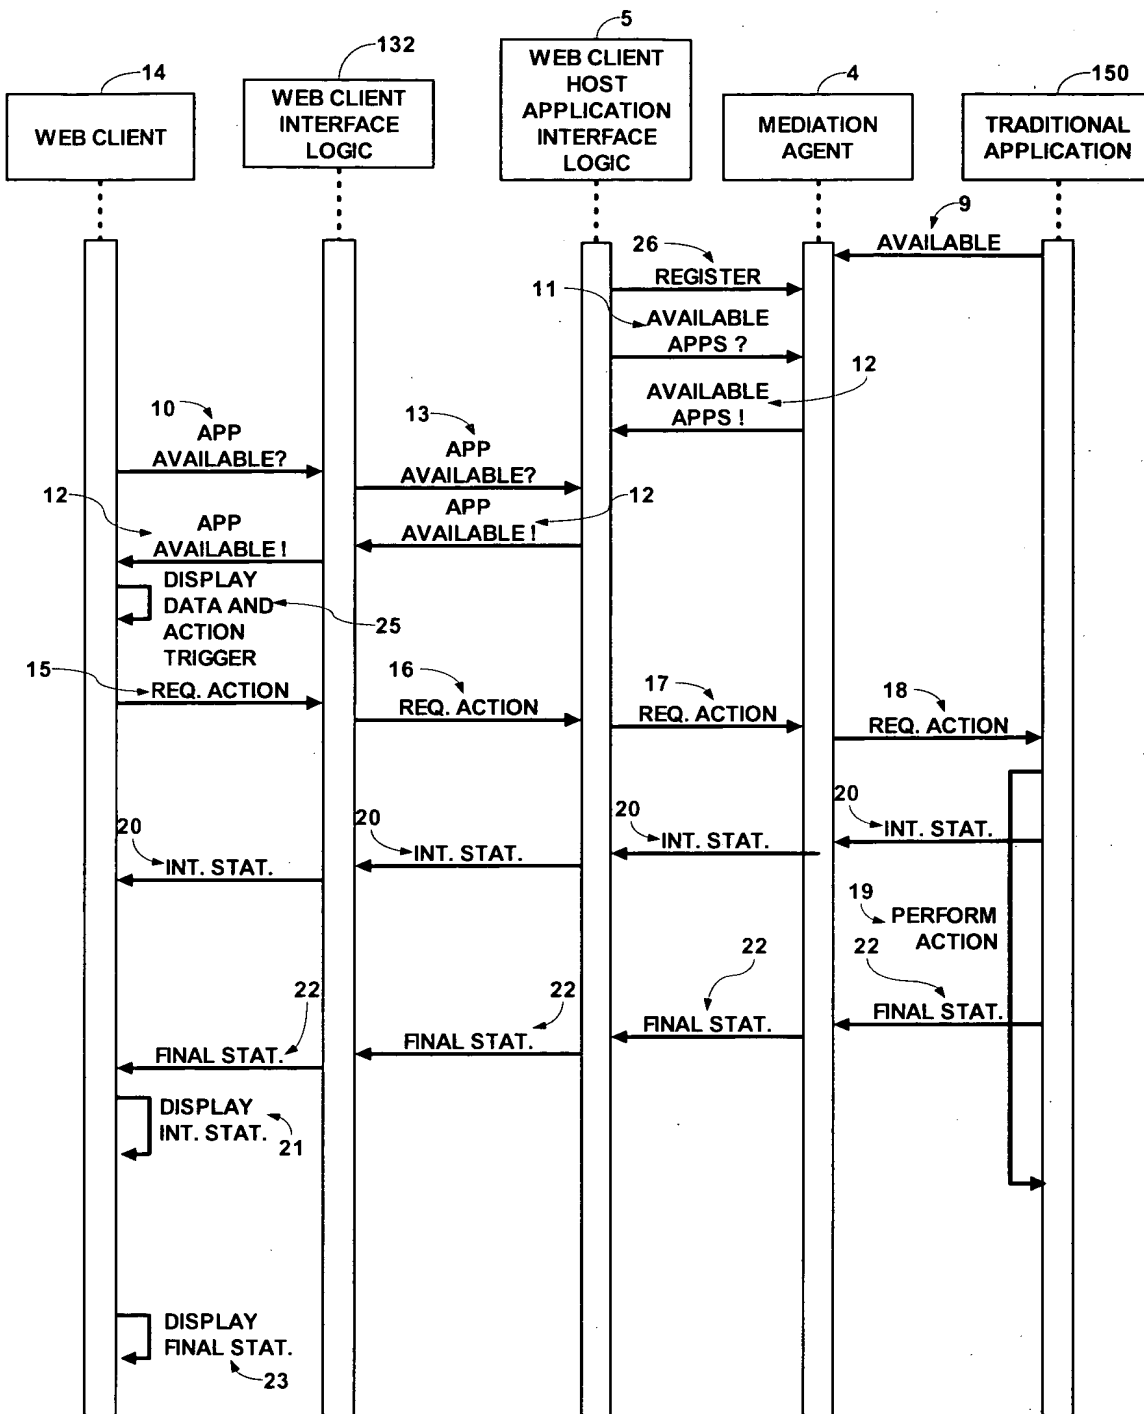 5
132
14
4
150
WEB CLIENT
WEB CLIENT
INTERFACE
LOGIC
WEB CLIENT
HOST
APPLICATION
INTERFACE
LOGIC
MEDIATION
AGENT
TRADITIONAL
APPLICATION
9
AVAILABLE
26
REGISTER
11
AVAILABLE
APPS ?
12
AVAILABLE
APPS !
10
APP
AVAILABLE?
13
APP
AVAILABLE?
12
APP
AVAILABLE !
12
APP
AVAILABLE !
DISPLAY
DATA AND
ACTION
TRIGGER
25
15
REQ. ACTION
16
REQ. ACTION
17
REQ. ACTION
18
REQ. ACTION
20
INT. STAT.
20
INT. STAT.
20
INT. STAT.
20
INT. STAT.
19
PERFORM
ACTION
22
FINAL STAT.
22
FINAL STAT.
22
FINAL STAT.
22
FINAL STAT.
DISPLAY
INT. STAT.
21
DISPLAY
FINAL STAT.
23